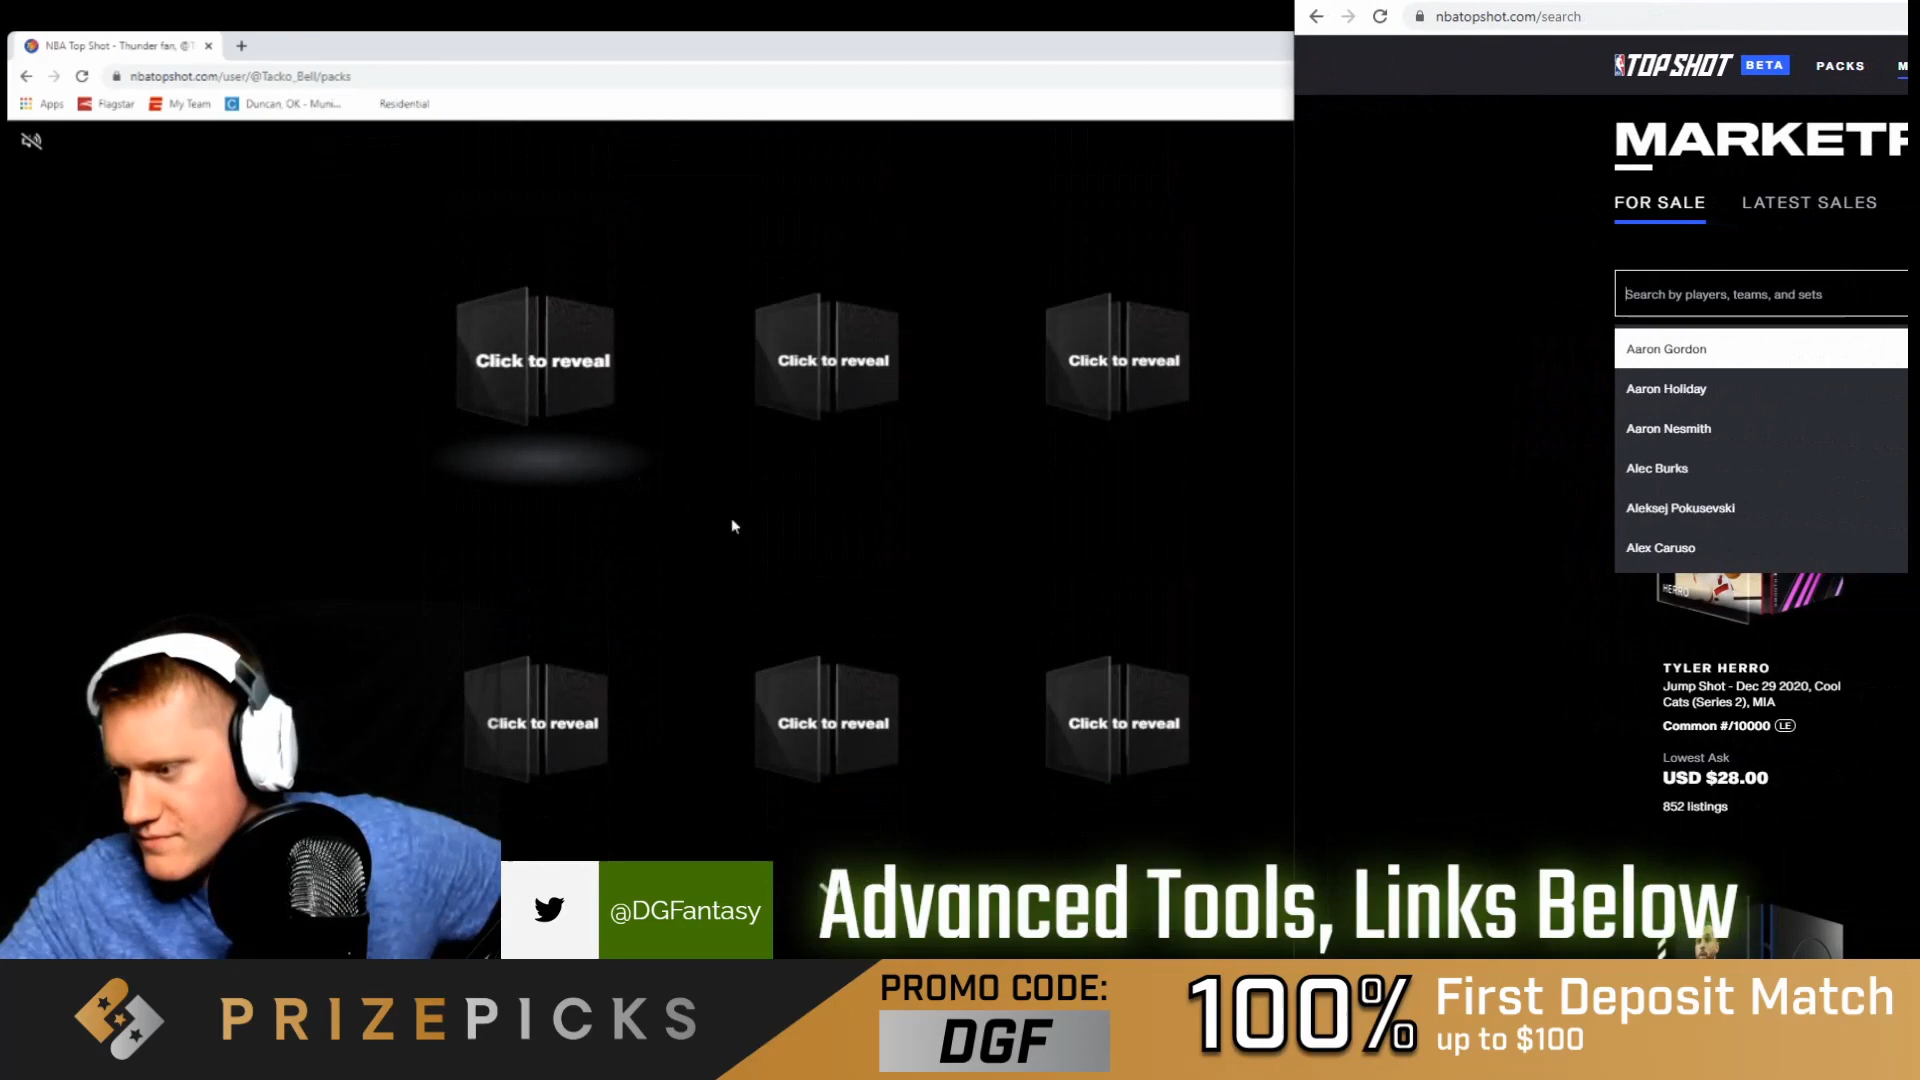 NBA Top Shot - Thunder fan, @T
nbatopshot.com/user/@Tacko_Bell/packs
Apps
Flagstar
My Team
Duncan, OK - Muni...
Residential
Click to reveal
Click to reveal
Click to reveal
Click to reveal
Click to reveal
Click to reveal
nbatopshot.com/search
TOP SHOT
BETA
PACKS
M
MARKETP
FOR SALE
LATEST SALES
Search by players, teams, and sets
Aaron Gordon
Aaron Holiday
Aaron Nesmith
Alec Burks
Aleksej Pokusevski
Alex Caruso
HERRO
TYLER HERRO
Jump Shot - Dec 29 2020, Cool
Cats (Series 2), MIA
Common #/10000 LE
Lowest Ask
USD $28.00
852 listings
@DGFantasy
Advanced Tools, Links Below
PRIZEPICKS
PROMO CODE:
DGF
100%
First Deposit Match
up to $100